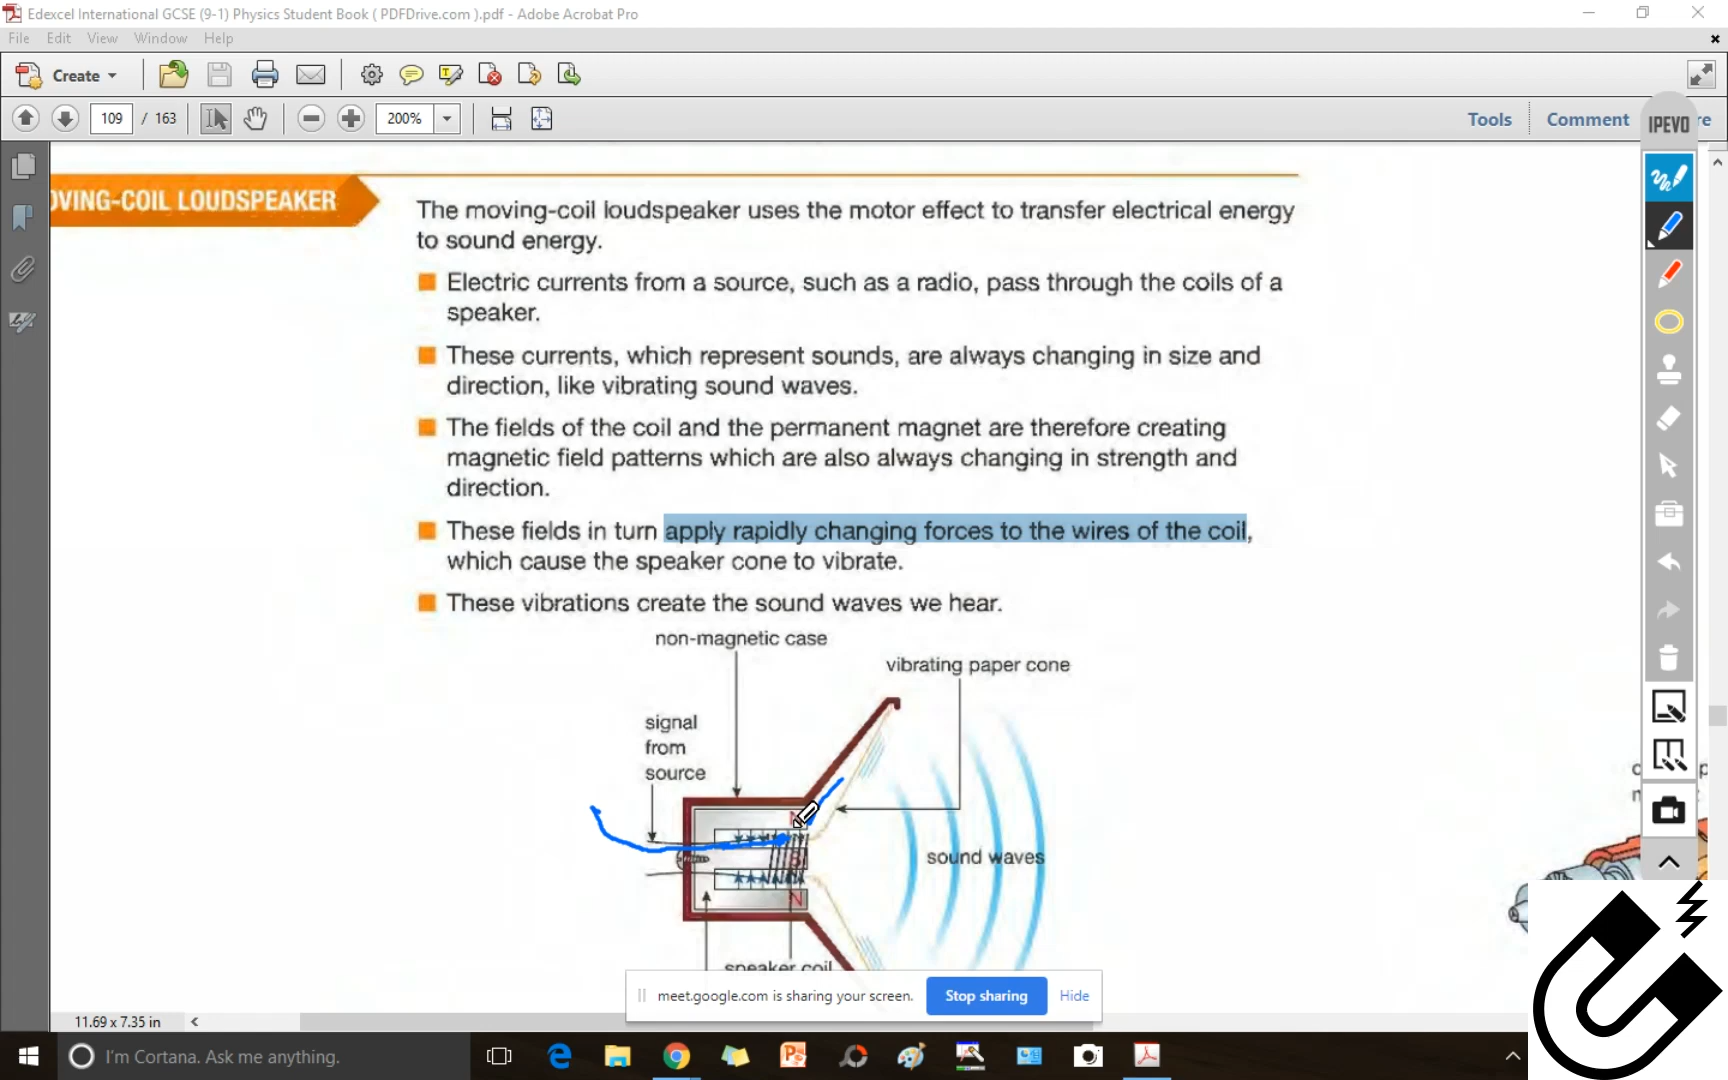 Edexcel International GCSE (9-1) Physics Student Book ( PDFDrive.com ).pdf - Adobe Acrobat Pro
File Edit View Window Help
Create
109 / 163 200% Tools Comment
IPEVO
OVING-COIL LOUDSPEAKER
The moving-coil loudspeaker uses the motor effect to transfer electrical energy
to sound energy.
Electric currents from a source, such as a radio, pass through the coils of a
speaker.
These currents, which represent sounds, are always changing in size and
direction, like vibrating sound waves.
The fields of the coil and the permanent magnet are therefore creating
magnetic field patterns which are also always changing in strength and
direction.
These fields in turn apply rapidly changing forces to the wires of the coil,
which cause the speaker cone to vibrate.
These vibrations create the sound waves we hear.
non-magnetic case
vibrating paper cone
signal
from
source
N
S
sound waves
N
speaker coil
meet.google.com is sharing your screen. Stop sharing Hide
11.69 x 7.35 in
I'm Cortana. Ask me anything.